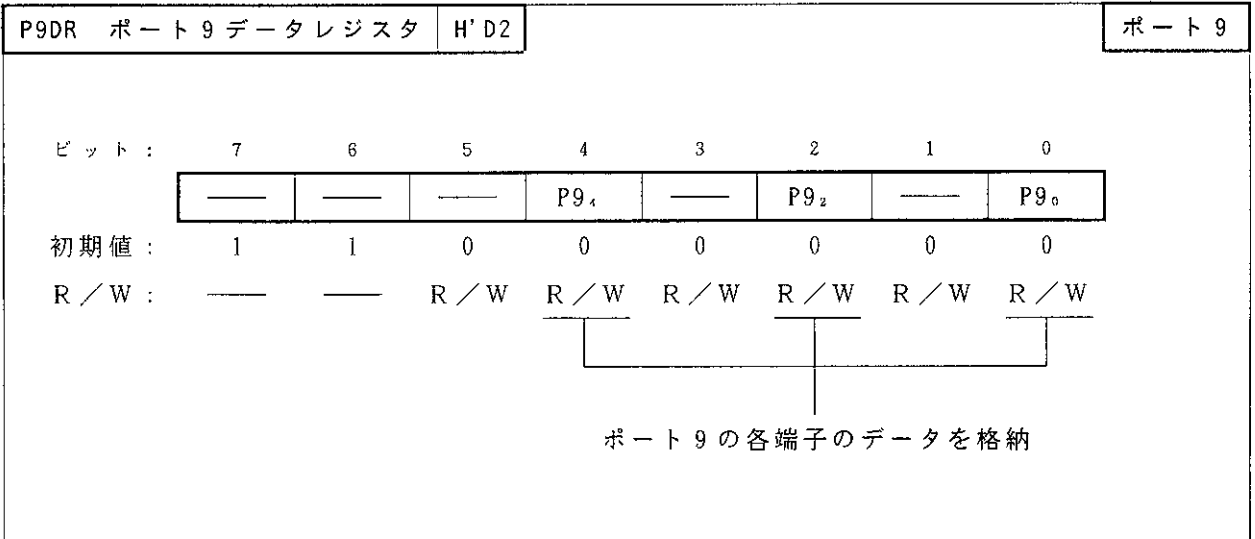 P9DR ポート9データレジスタ H'D2 ポート9
ビット: 7 6 5 4 3 2 1 0
— — — P9₄ — P9₂ — P9₀
初期値: 1 1 0 0 0 0 0 0
R/W: — — R/W R/W R/W R/W R/W R/W
ポート9の各端子のデータを格納